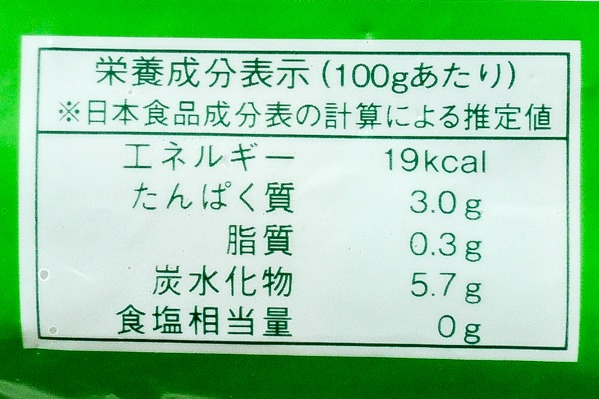 栄養成分表示(100gあたり)
※日本食品成分表の計算による推定値
エネルギー 19kcal
たんぱく質 3.0g
脂質 0.3g
炭水化物 5.7g
食塩相当量 0g